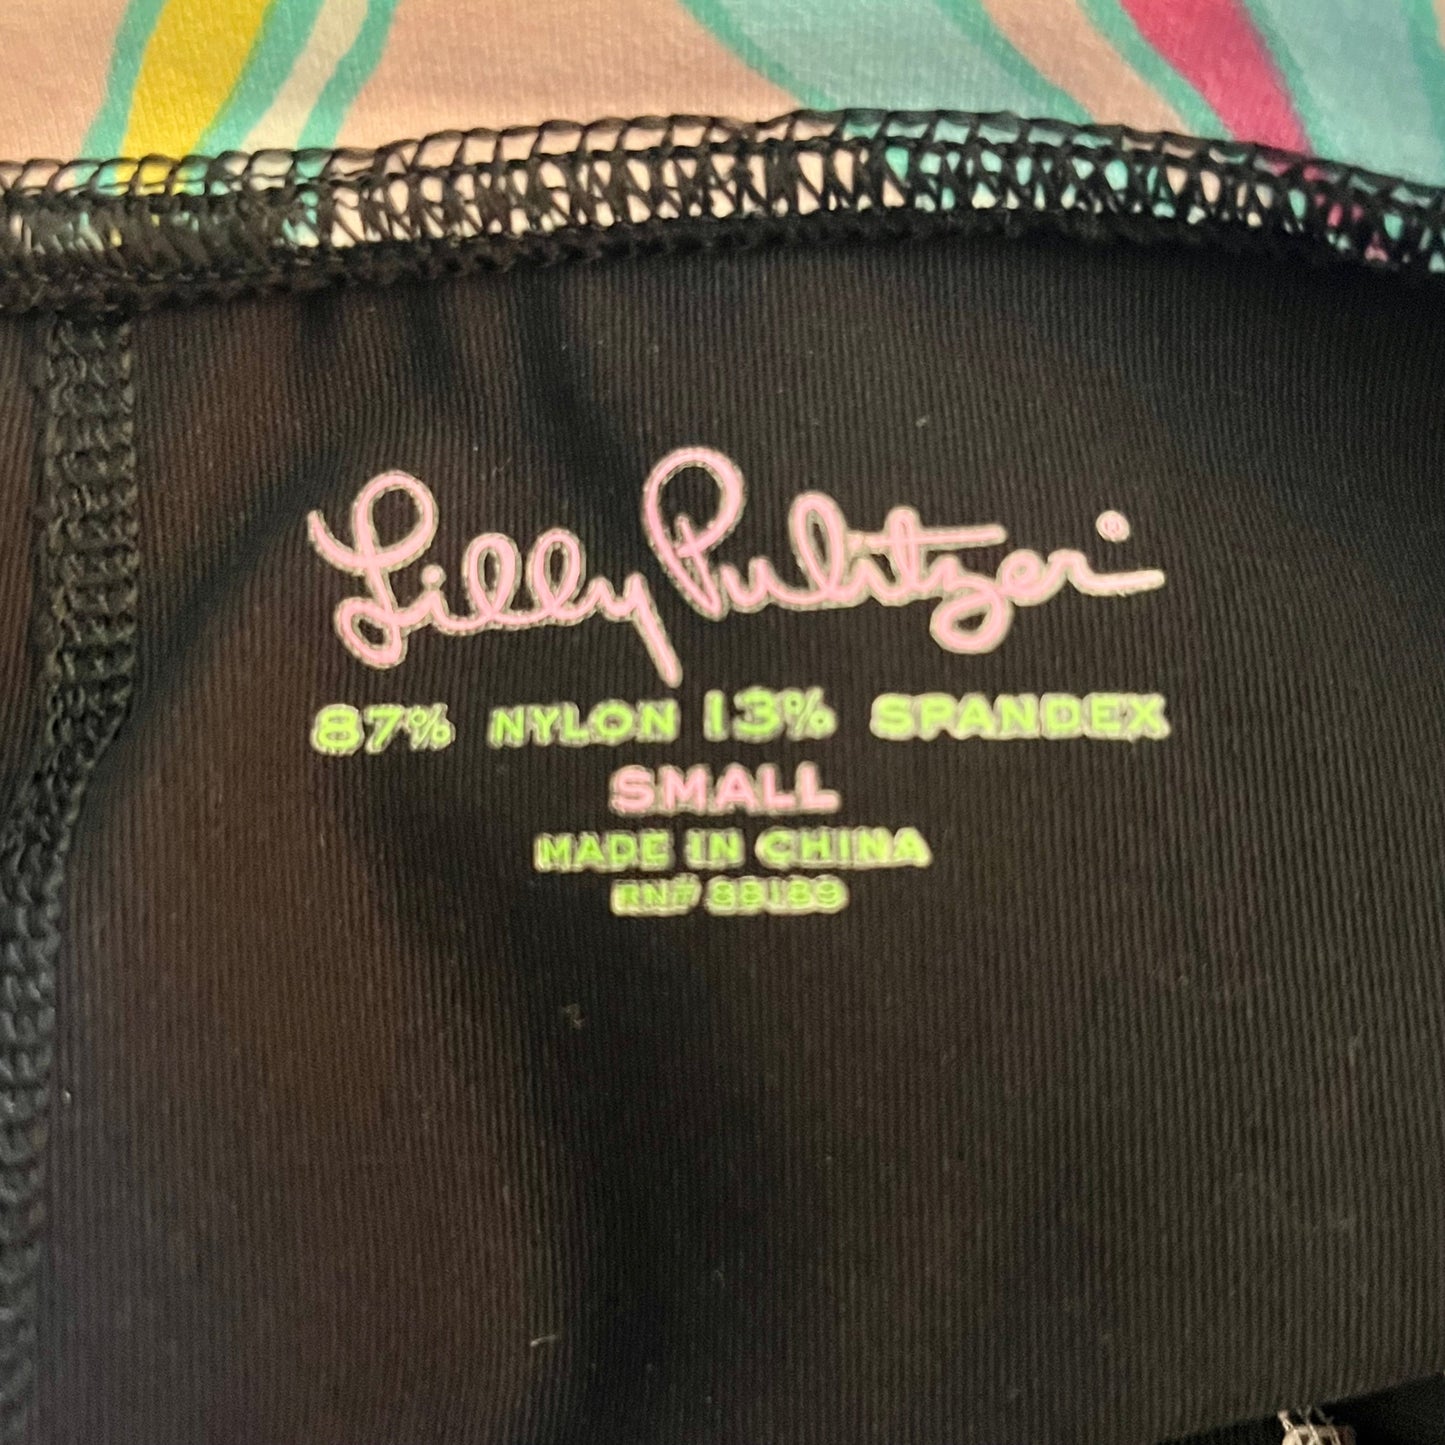 Lilly Pulitzer®
87% NYLON 13% SPANDEX
SMALL
MADE IN CHINA
RN# 88189